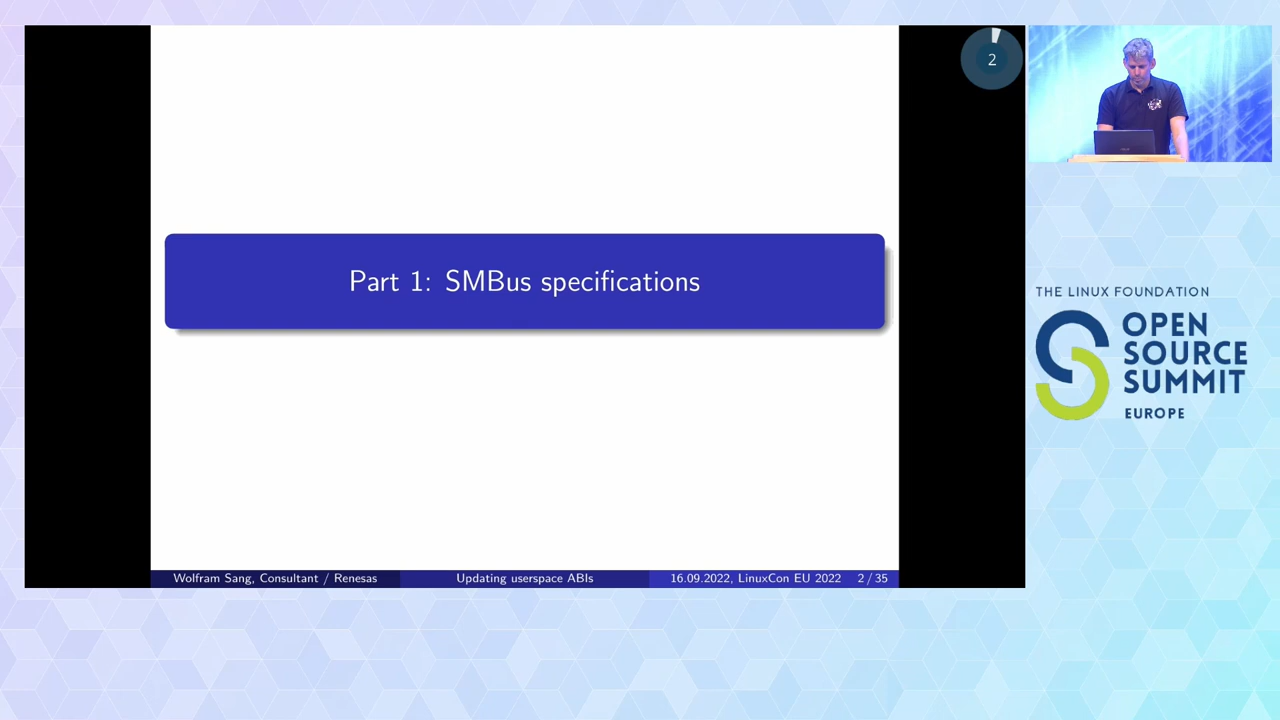 2
Part 1: SMBus specifications
Wolfram Sang, Consultant / Renesas
Updating userspace ABIs
16.09.2022, LinuxCon EU 2022
2 / 35
THE LINUX FOUNDATION
OPEN
SOURCE
SUMMIT
EUROPE